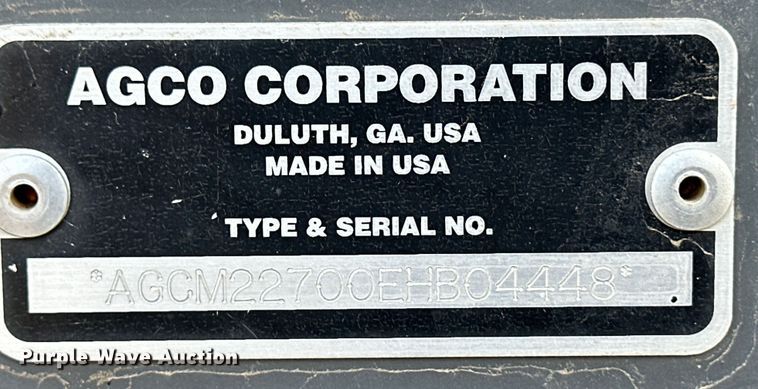 AGCO CORPORATION
DULUTH, GA. USA
MADE IN USA
TYPE & SERIAL NO.
*AGCM22700EHB04448*
Purple Wave Auction